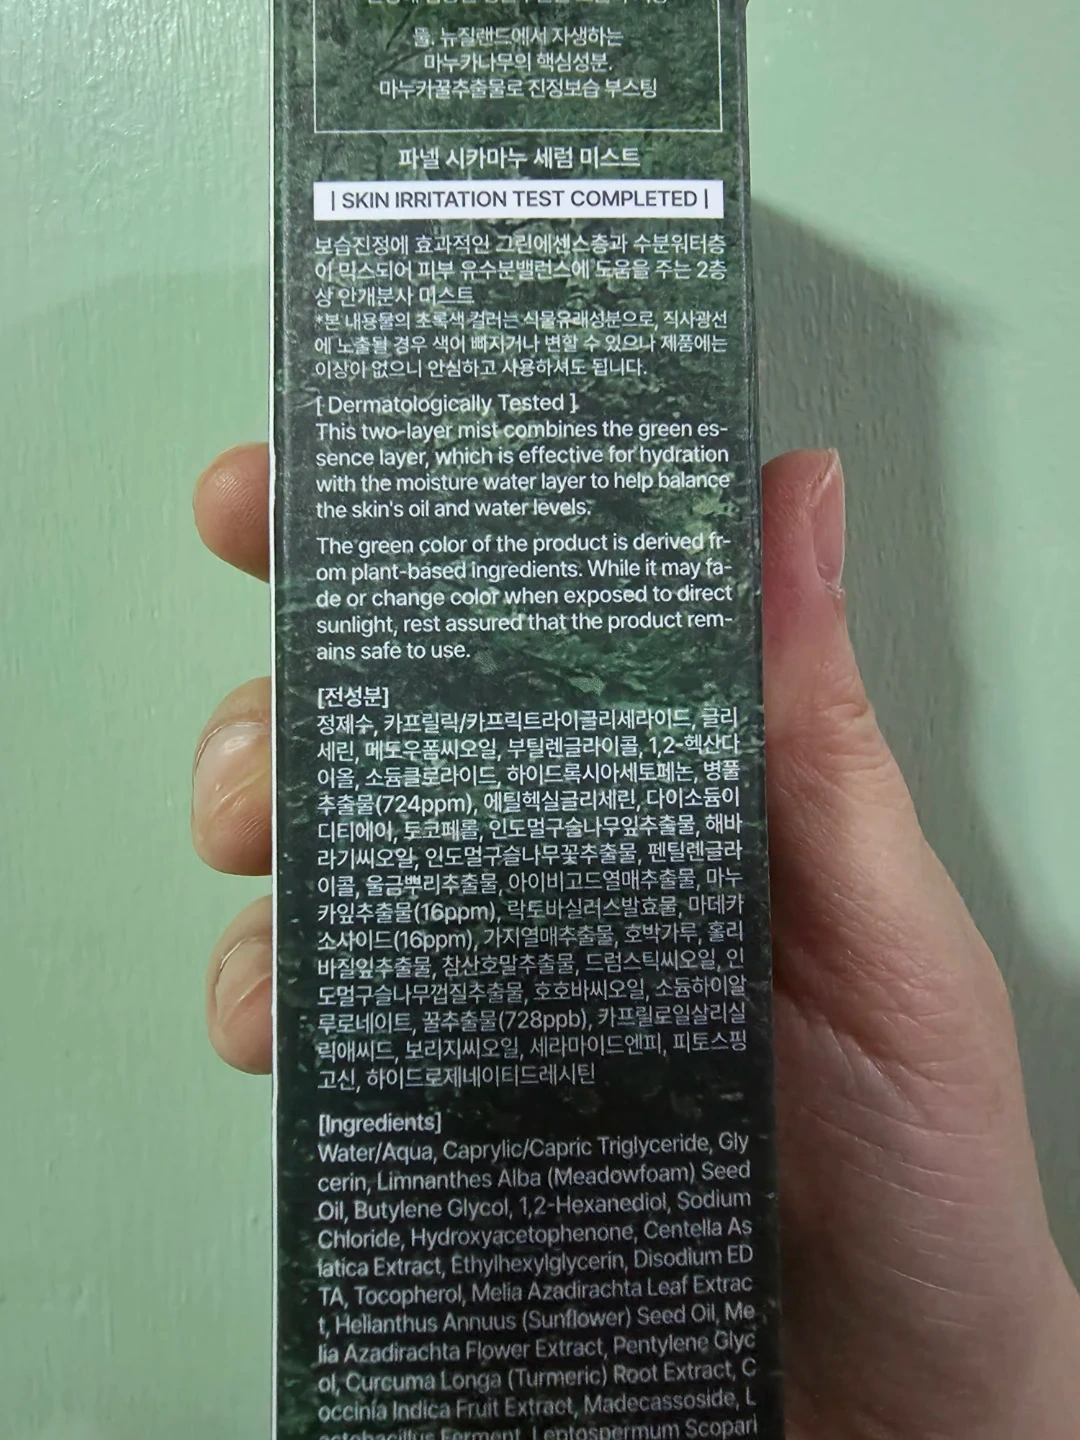 뚤. 뉴질랜드에서 자생하는
마누카나무의 핵심성분.
마누카꿀추출물로 진정보습 부스팅
파넬 시카마누 세럼 미스트
| SKIN IRRITATION TEST COMPLETED |
보습진정에 효과적인 그린에센스층과 수분워터층
이 믹스되어 피부 유수분밸런스에 도움을 주는 2층
상 안개분사 미스트
*본 내용물의 초록색 컬러는 식물유래성분으로, 직사광선
에 노출될 경우 색이 빠지거나 변할 수 있으나 제품에는
이상이 없으니 안심하고 사용하셔도 됩니다.
[ Dermatologically Tested ]
This two-layer mist combines the green es-
sence layer, which is effective for hydration
with the moisture water layer to help balance
the skin's oil and water levels.
The green color of the product is derived fr-
om plant-based ingredients. While it may fa-
de or change color when exposed to direct
sunlight, rest assured that the product rem-
ains safe to use.
[전성분]
정제수, 카프릴릭/카프릭트라이글리세라이드, 글리
세린, 메도우폼씨오일, 부틸렌글라이콜, 1,2-헥산다
이올, 소듐클로라이드, 하이드록시아세토페논, 병풀
추출물(724ppm), 에틸헥실글리세린, 다이소듐이
디티에이, 토코페롤, 인도멀구슬나무잎추출물, 해바
라기씨오일, 인도멀구슬나무꽃추출물, 펜틸렌글라
이콜, 울금뿌리추출물, 아이비고드열매추출물, 마누
카잎추출물(16ppm), 락토바실러스발효물, 마데카
소사이드(16ppm), 가지열매추출물, 호박가루, 홀리
바질잎추출물, 참산호말추출물, 드럼스틱씨오일, 인
도멀구슬나무껍질추출물, 호호바씨오일, 소듐하이알
루로네이트, 꿀추출물(728ppb), 카프릴로일살리실
릭애씨드, 보리지씨오일, 세라마이드엔피, 피토스핑
고신, 하이드로제네이티드레시틴
[Ingredients]
Water/Aqua, Caprylic/Capric Triglyceride, Gly
cerin, Limnanthes Alba (Meadowfoam) Seed
Oil, Butylene Glycol, 1,2-Hexanediol, Sodium
Chloride, Hydroxyacetophenone, Centella As
iatica Extract, Ethylhexylglycerin, Disodium ED
TA, Tocopherol, Melia Azadirachta Leaf Extrac
t, Helianthus Annuus (Sunflower) Seed Oil, Me
lia Azadirachta Flower Extract, Pentylene Glyc
ol, Curcuma Longa (Turmeric) Root Extract, C
occinia Indica Fruit Extract, Madecassoside, L
actobacillus Ferment, Leptospermum Scopari